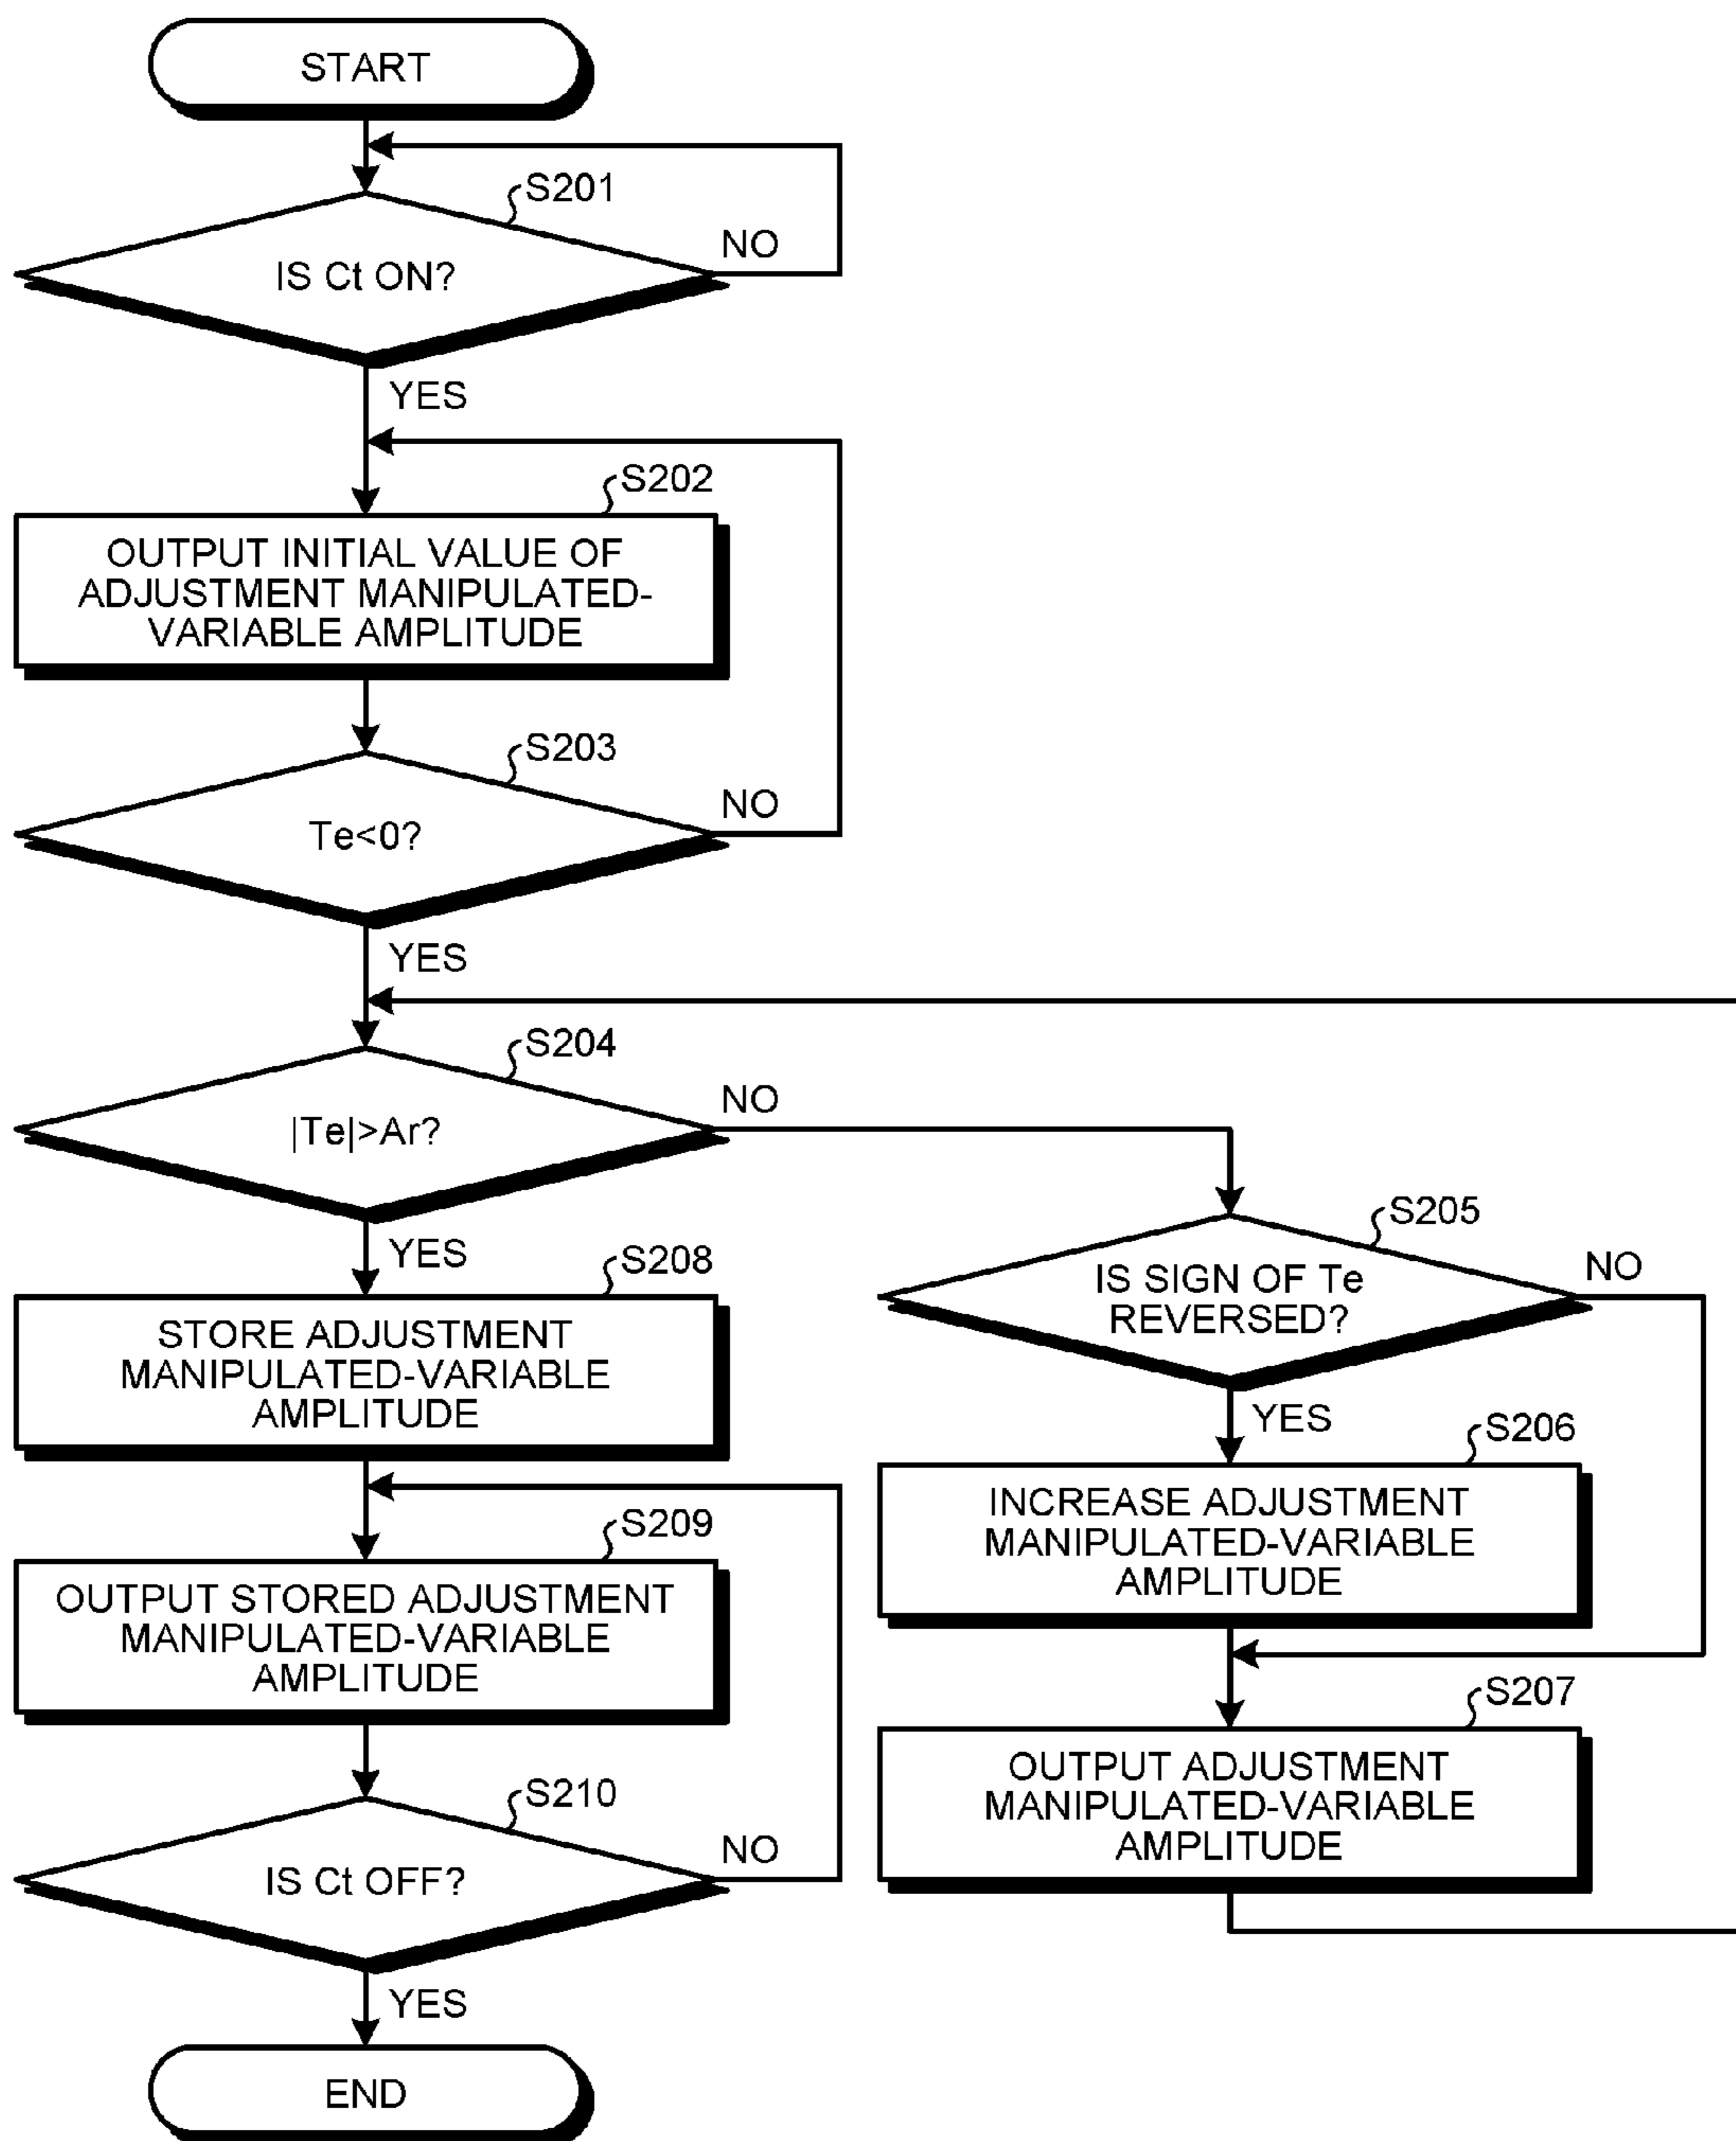 START
S201
IS Ct ON?
NO
YES
S202
OUTPUT INITIAL VALUE OF
ADJUSTMENT MANIPULATED-
VARIABLE AMPLITUDE
S203
Te<0?
NO
YES
S204
|Te|>Ar?
NO
YES
S205
IS SIGN OF Te
REVERSED?
NO
YES
S206
INCREASE ADJUSTMENT
MANIPULATED-VARIABLE
AMPLITUDE
S207
OUTPUT ADJUSTMENT
MANIPULATED-VARIABLE
AMPLITUDE
S208
STORE ADJUSTMENT
MANIPULATED-VARIABLE
AMPLITUDE
S209
OUTPUT STORED ADJUSTMENT
MANIPULATED-VARIABLE
AMPLITUDE
S210
IS Ct OFF?
NO
YES
END